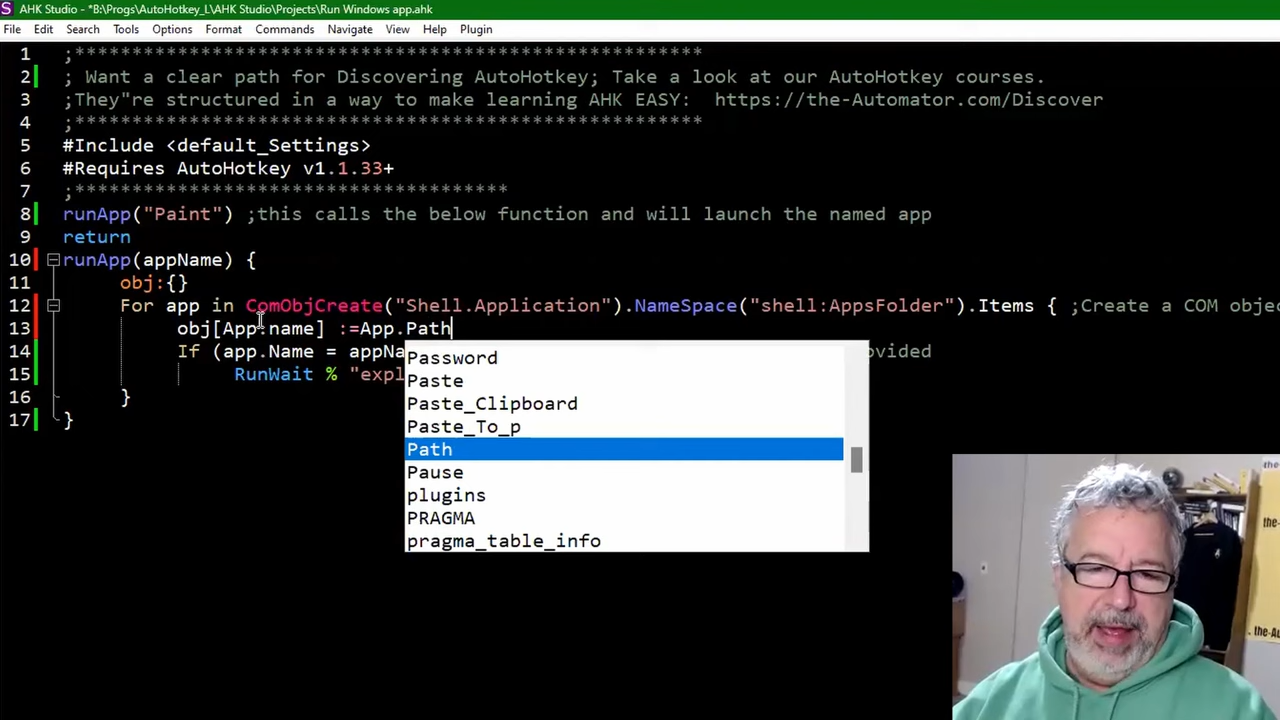 AHK Studio - *B:\Progs\AutoHotkey_L\AHK Studio\Projects\Run Windows app.ahk
File Edit Search Tools Options Format Commands Navigate View Help Plugin
1 ;*******************************************************
2 ; Want a clear path for Discovering AutoHotkey; Take a look at our AutoHotkey courses.
3 ;They"re structured in a way to make learning AHK EASY: https://the-Automator.com/Discover
4 ;*******************************************************
5 #Include <default_Settings>
6 #Requires AutoHotkey v1.1.33+
7 ;**************************************
8 runApp("Paint") ;this calls the below function and will launch the named app
9 return
10 runApp(appName) {
11 obj:{}
12 For app in ComObjCreate("Shell.Application").NameSpace("shell:AppsFolder").Items { ;Create a COM objec
13 obj[App.name] :=App.Path
14 If (app.Name = appNa ovided
15 RunWait % "expl
16 }
17 }
Password
Paste
Paste_Clipboard
Paste_To_p
Path
Pause
plugins
PRAGMA
pragma_table_info
the-A
the-Au